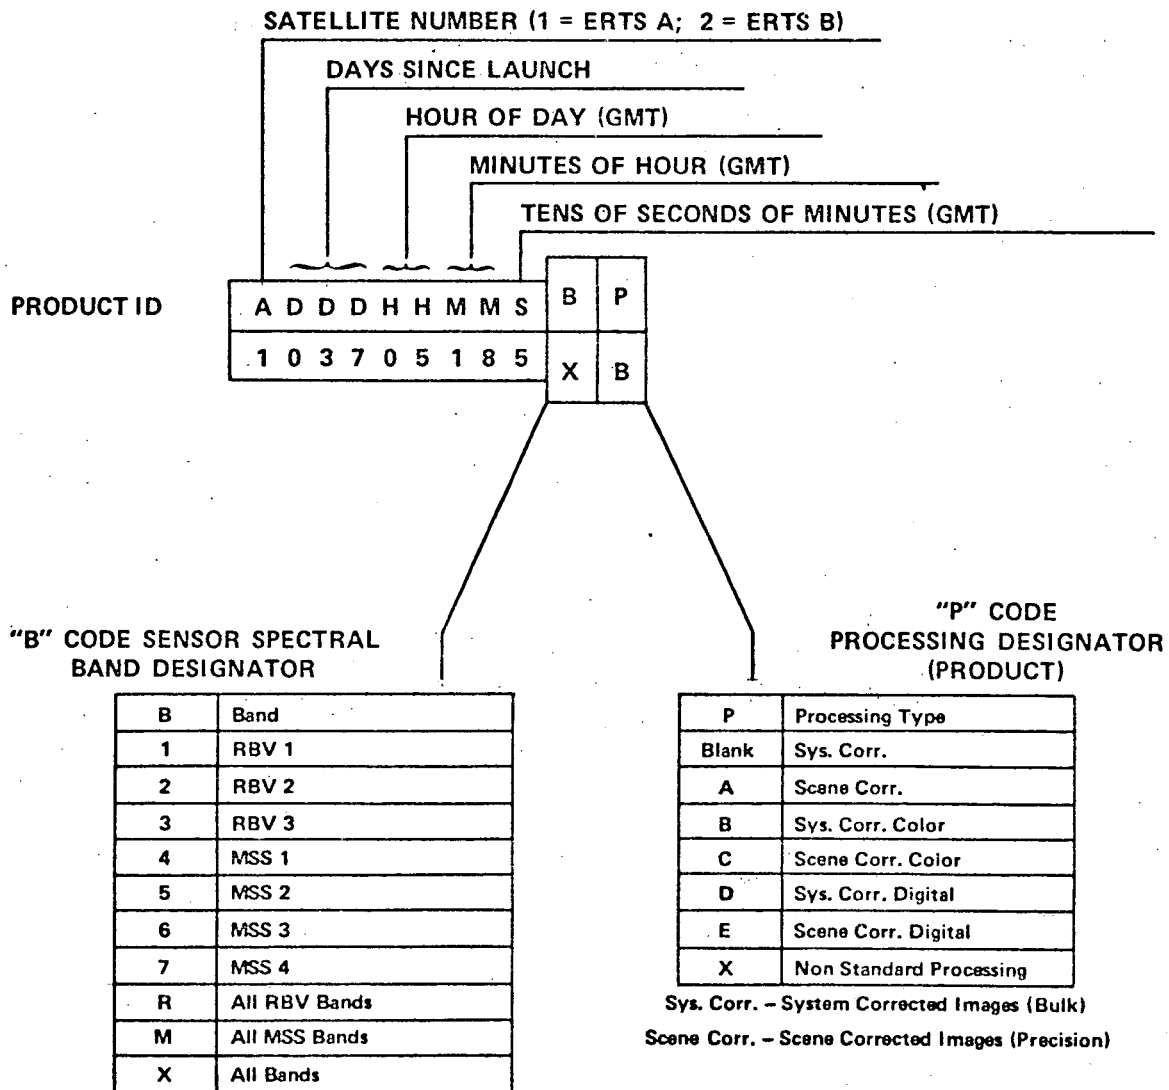 SATELLITE NUMBER (1 = ERTS A; 2 = ERTS B)
DAYS SINCE LAUNCH
HOUR OF DAY (GMT)
MINUTES OF HOUR (GMT)
TENS OF SECONDS OF MINUTES (GMT)
PRODUCT ID
A D D D H H M M S B P
1 0 3 7 0 5 1 8 5 X B
"B" CODE SENSOR SPECTRAL
BAND DESIGNATOR
B Band
1 RBV 1
2 RBV 2
3 RBV 3
4 MSS 1
5 MSS 2
6 MSS 3
7 MSS 4
R All RBV Bands
M All MSS Bands
X All Bands
"P" CODE
PROCESSING DESIGNATOR
(PRODUCT)
P Processing Type
Blank Sys. Corr.
A Scene Corr.
B Sys. Corr. Color
C Scene Corr. Color
D Sys. Corr. Digital
E Scene Corr. Digital
X Non Standard Processing
Sys. Corr. – System Corrected Images (Bulk)
Scene Corr. – Scene Corrected Images (Precision)